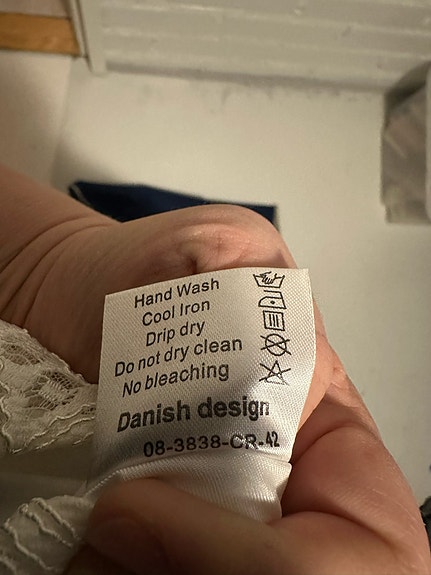 Hand Wash
Cool Iron
Drip dry
Do not dry clean
No bleaching
Danish design
08-3838-CR-42